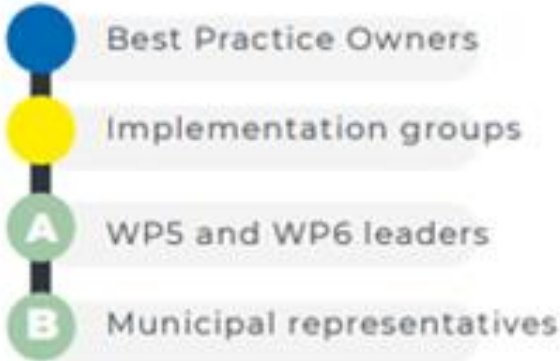 Best Practice Owners
Implementation groups
A WP5 and WP6 leaders
B Municipal representatives